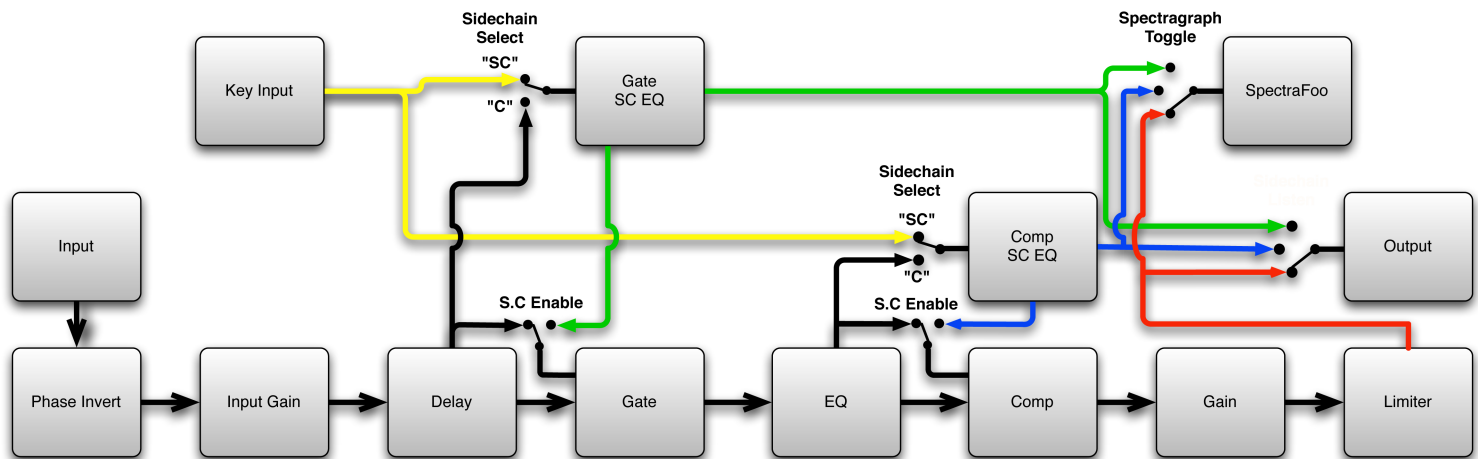 Sidechain
Select
Spectragraph
Toggle
"SC"
Key Input
Gate
SC EQ
SpectraFoo
"C"
Sidechain
Select
"SC"
Input
Comp
SC EQ
Output
"C"
S.C Enable
S.C Enable
Phase Invert
Input Gain
Delay
Gate
EQ
Comp
Gain
Limiter